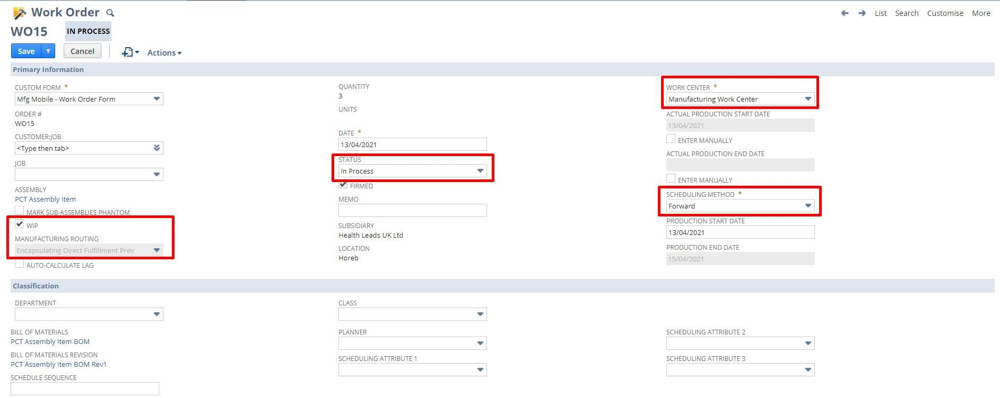 Work Order
List Search Customise More
WO15 IN PROCESS
Save Cancel Actions
Primary Information
CUSTOM FORM *
Mfg Mobile - Work Order Form
ORDER #
WO15
CUSTOMER:JOB
<Type then tab>
JOB
ASSEMBLY
PCT Assembly Item
MARK SUB-ASSEMBLIES PHANTOM
WIP
MANUFACTURING ROUTING
Encapsulating Direct Fulfillment Prev
AUTO-CALCULATE LAG
QUANTITY
3
UNITS
DATE *
13/04/2021
STATUS
In Process
FIRMED
MEMO
SUBSIDIARY
Health Leads UK Ltd
LOCATION
Horeb
WORK CENTER *
Manufacturing Work Center
ACTUAL PRODUCTION START DATE
13/04/2021
ENTER MANUALLY
ACTUAL PRODUCTION END DATE
ENTER MANUALLY
SCHEDULING METHOD *
Forward
PRODUCTION START DATE
13/04/2021
PRODUCTION END DATE
15/04/2021
Classification
DEPARTMENT
BILL OF MATERIALS
PCT Assembly Item BOM
BILL OF MATERIALS REVISION
PCT Assembly Item BOM Rev1
SCHEDULE SEQUENCE
CLASS
PLANNER
SCHEDULING ATTRIBUTE 1
SCHEDULING ATTRIBUTE 2
SCHEDULING ATTRIBUTE 3